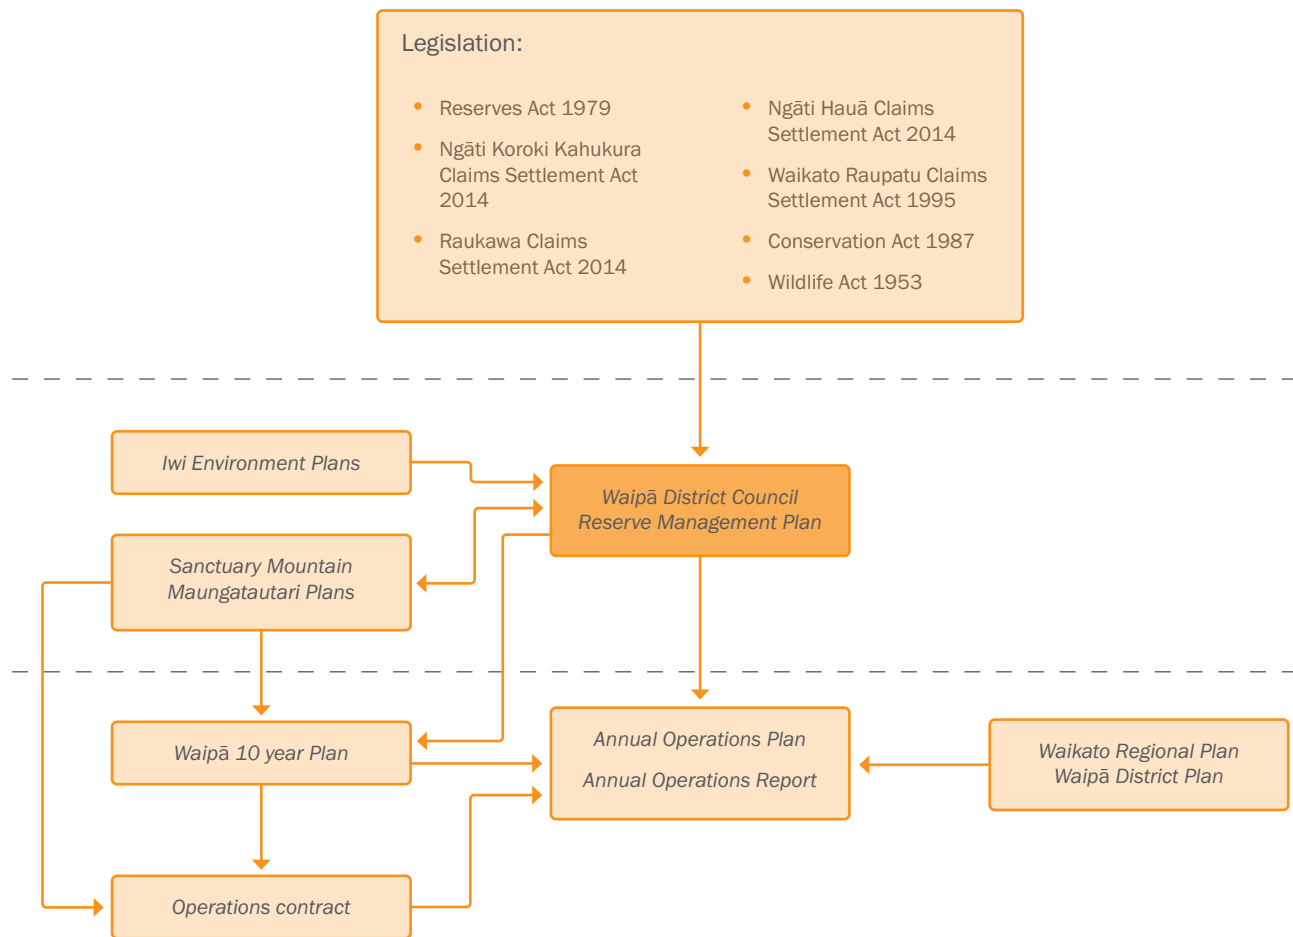 Legislation:
• Reserves Act 1979
• Ngāti Koroki Kahukura
Claims Settlement Act
2014
• Raukawa Claims
Settlement Act 2014
• Ngāti Hauā Claims
Settlement Act 2014
• Waikato Raupatu Claims
Settlement Act 1995
• Conservation Act 1987
• Wildlife Act 1953
Iwi Environment Plans
Waipā District Council
Reserve Management Plan
Sanctuary Mountain
Maungatautari Plans
Waipā 10 year Plan
Annual Operations Plan
Annual Operations Report
Waikato Regional Plan
Waipā District Plan
Operations contract